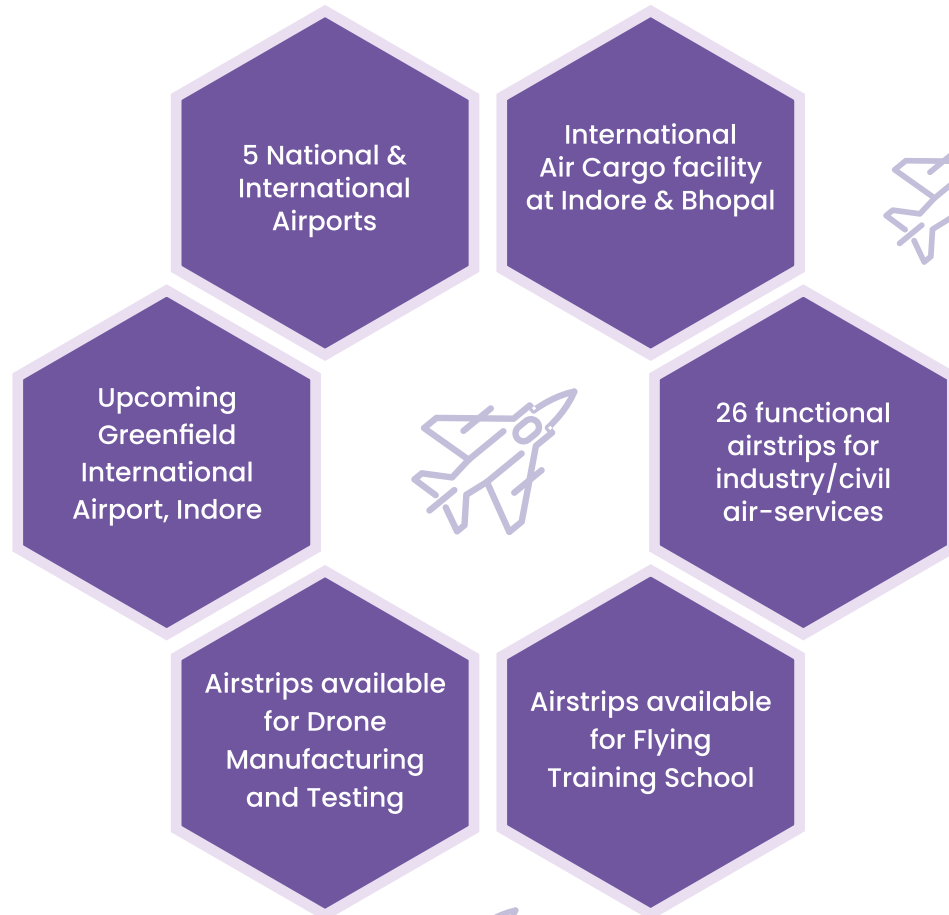 5 National &
International
Airports
International
Air Cargo facility
at Indore & Bhopal
Upcoming
Greenfield
International
Airport, Indore
26 functional
airstrips for
industry/civil
air-services
Airstrips available
for Drone
Manufacturing
and Testing
Airstrips available
for Flying
Training School